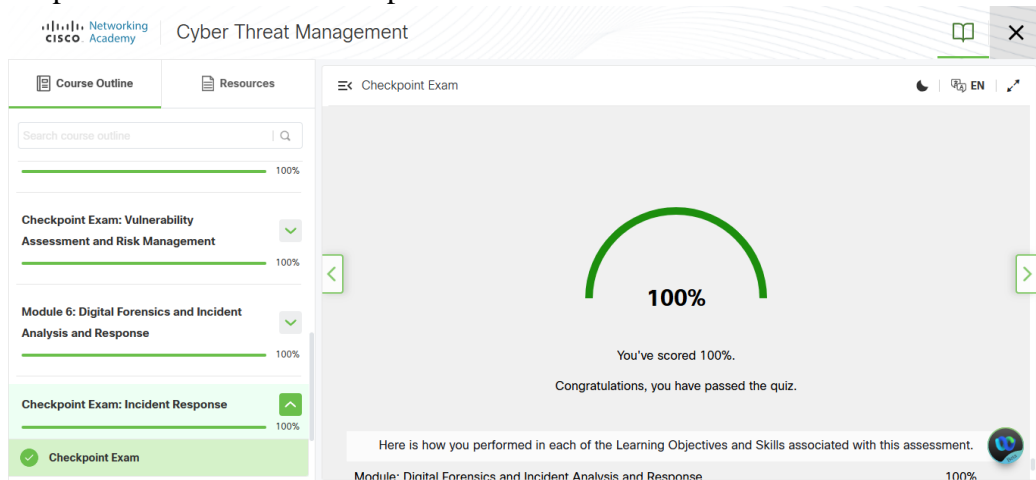 Networking
CISCO Academy
Cyber Threat Management
Course Outline
Resources
Search course outline
100%
Checkpoint Exam: Vulnerability
Assessment and Risk Management
100%
Module 6: Digital Forensics and Incident
Analysis and Response
100%
Checkpoint Exam: Incident Response
100%
Checkpoint Exam
Checkpoint Exam
EN
100%
You've scored 100%.
Congratulations, you have passed the quiz.
Here is how you performed in each of the Learning Objectives and Skills associated with this assessment.
Module: Digital Forensics and Incident Analysis and Response 100%